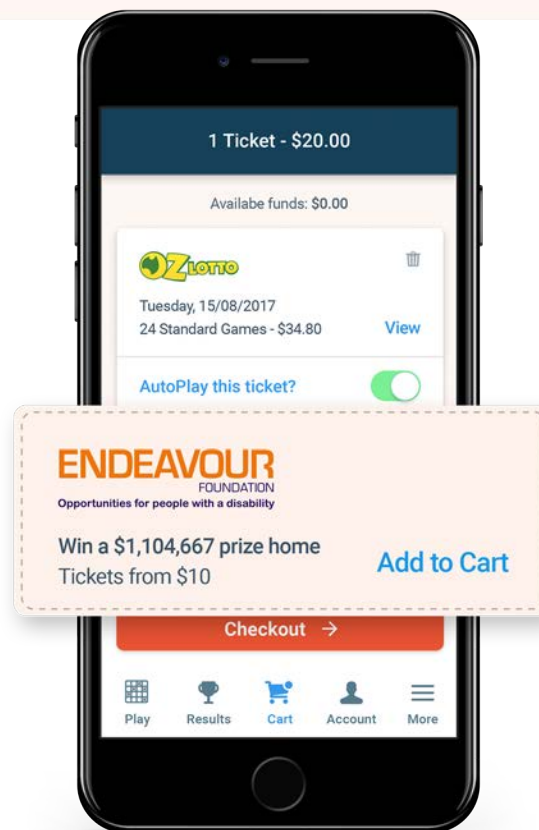 1 Ticket - $20.00
Availabe funds: $0.00
OZ LOTTO
Tuesday, 15/08/2017
24 Standard Games - $34.80
View
AutoPlay this ticket?
ENDEAVOUR
FOUNDATION
Opportunities for people with a disability
Win a $1,104,667 prize home
Tickets from $10
Add to Cart
Checkout →
Play
Results
Cart
Account
More